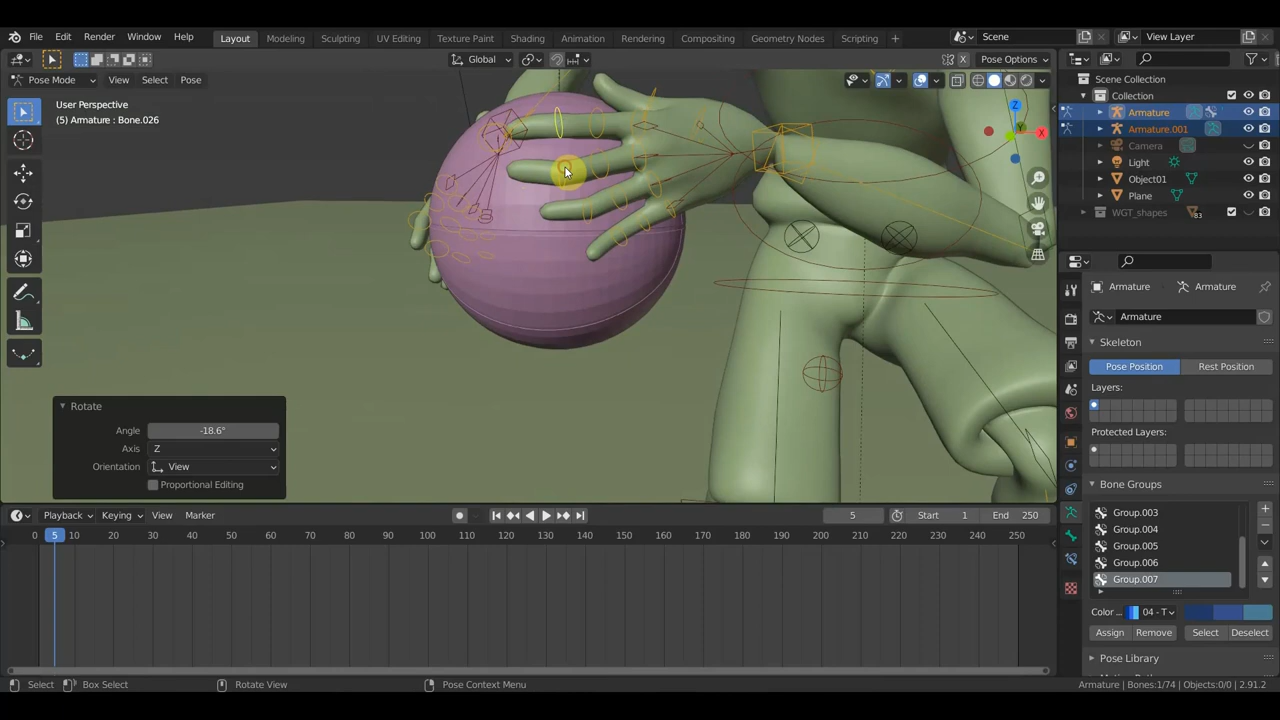 File Edit Render Window Help Layout Modeling Sculpting UV Editing Texture Paint Shading Animation Rendering Compositing Geometry Nodes Scripting + Scene View Layer
Global Pose Options
Pose Mode View Select Pose
Scene Collection
Collection
Armature
Armature.001
Camera
Light
Object01
Plane
WGT_shapes 83
User Perspective
(5) Armature : Bone.026
Z
X
Y
Armature Armature
Armature
Skeleton
Pose Position Rest Position
Layers:
Protected Layers:
Bone Groups
Group.003
Group.004
Group.005
Group.006
Group.007
Color ... 04 - T
Assign Remove Select Deselect
Pose Library
Rotate
Angle -18.6°
Axis Z
Orientation View
Proportional Editing
Playback Keying View Marker 5 Start 1 End 250
0 5 10 20 30 40 50 60 70 80 90 100 110 120 130 140 150 160 170 180 190 200 210 220 230 240 250
Select Box Select Rotate View Pose Context Menu Armature | Bones:1/74 | Objects:0/0 | 2.91.2